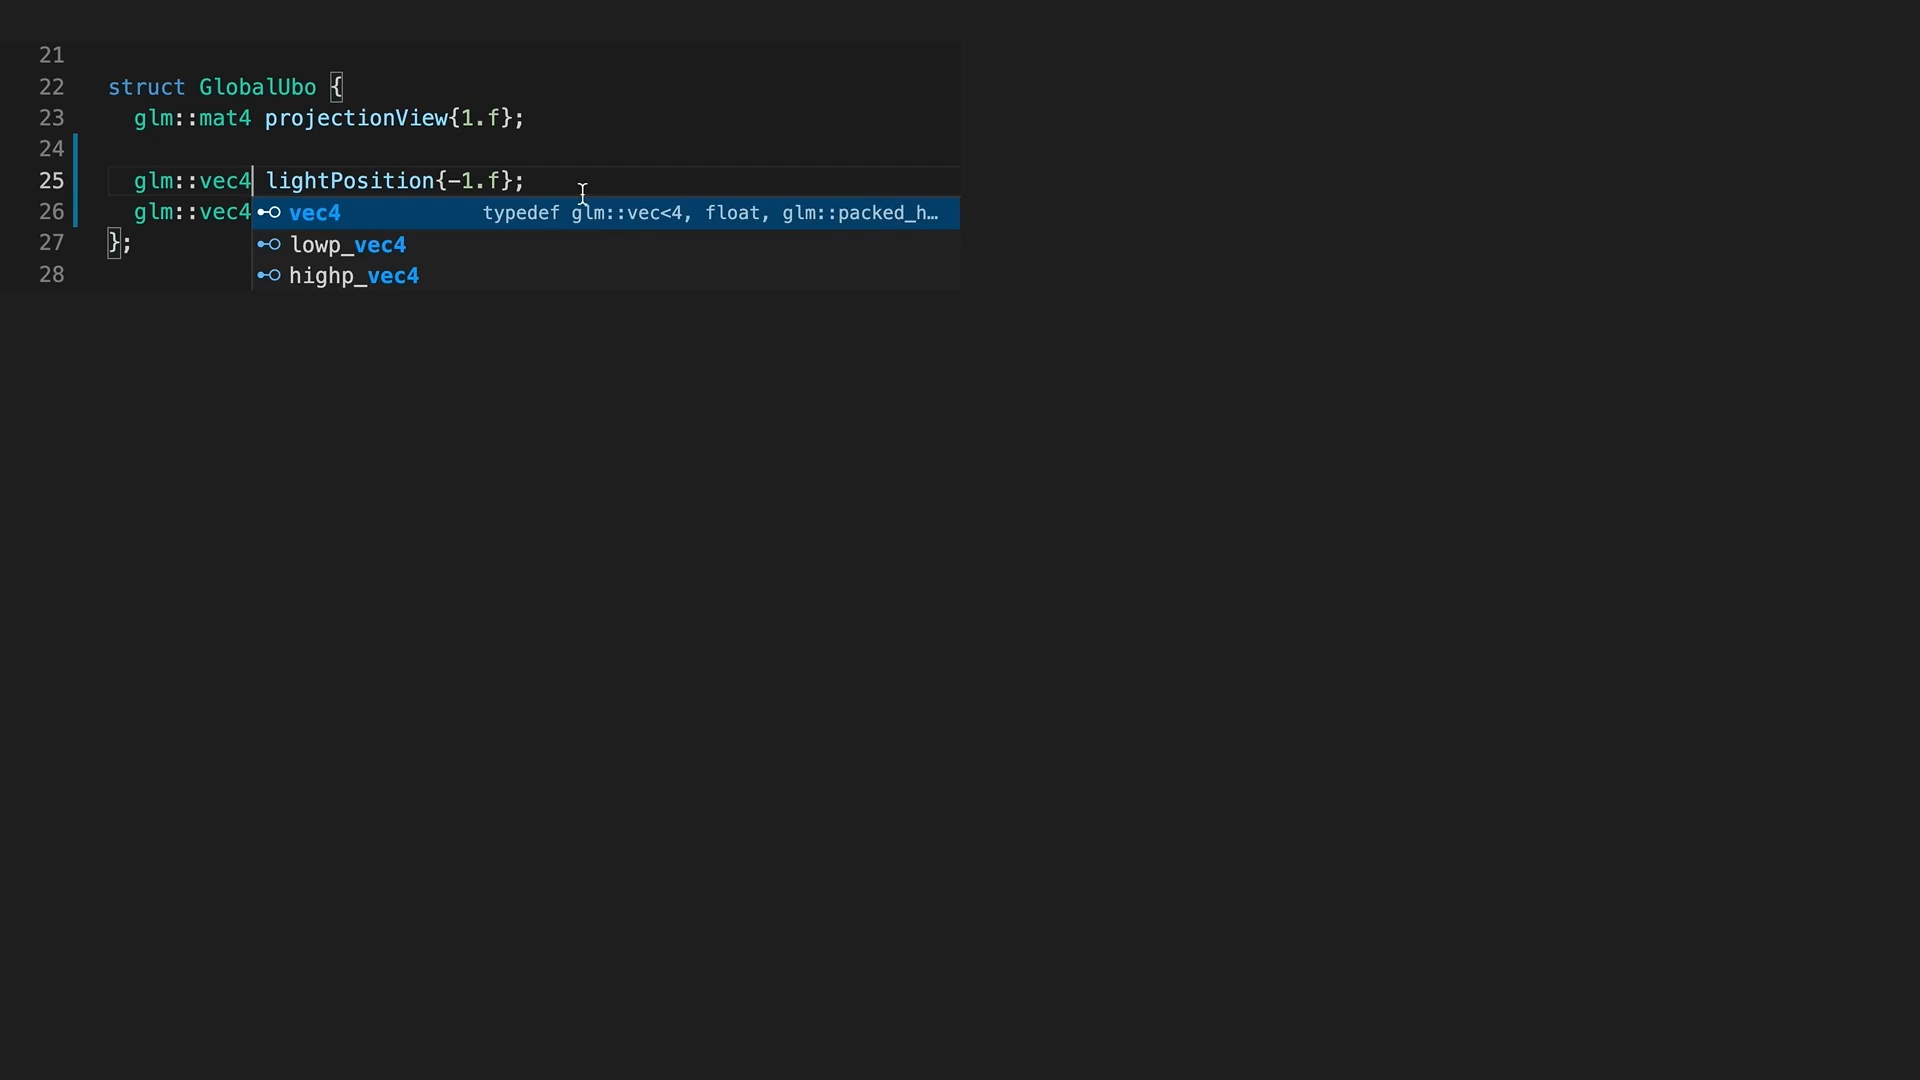 21
22 struct GlobalUbo {
23 glm::mat4 projectionView{1.f};
24
25 glm::vec4 lightPosition{-1.f};
26 glm::vec4
vec4 typedef glm::vec<4, float, glm::packed_h…
27 };
lowp_vec4
28
highp_vec4